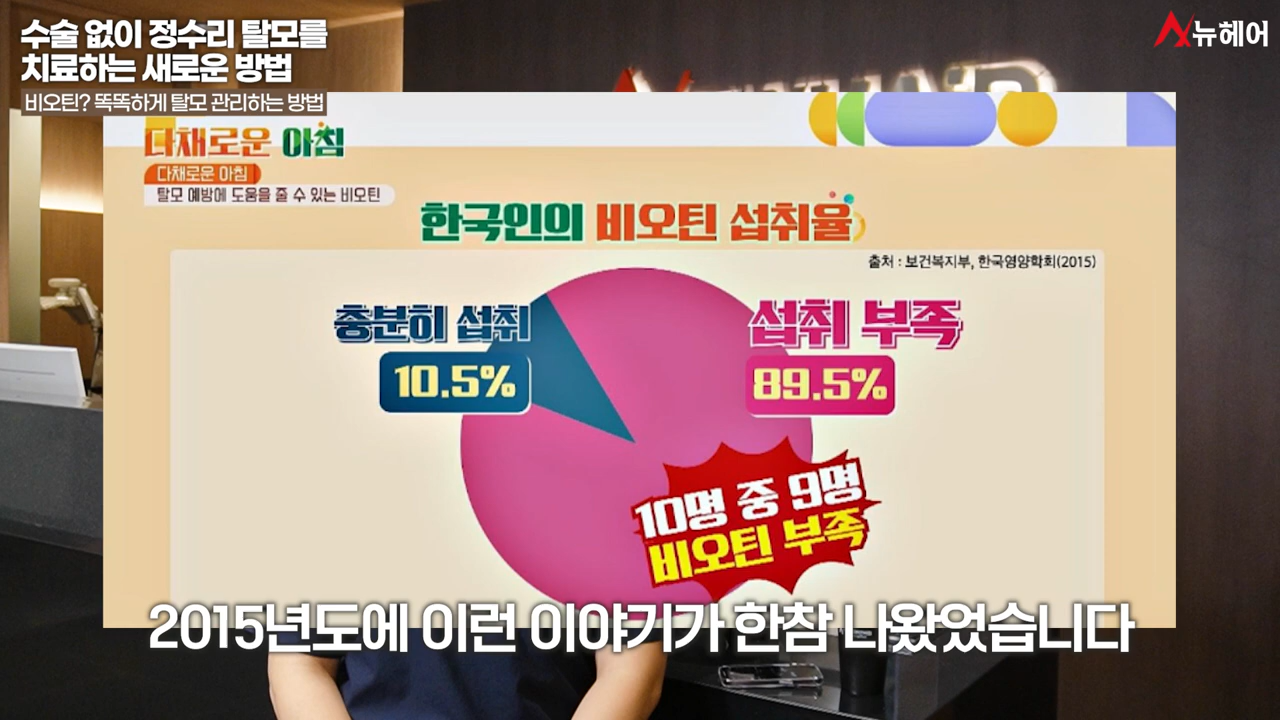 수술 없이 정수리 탈모를
치료하는 새로운 방법
비오틴? 똑똑하게 탈모 관리하는 방법
뉴헤어
다채로운 아침
다채로운 아침
탈모 예방에 도움을 줄 수 있는 비오틴
한국인의 비오틴 섭취율
출처 : 보건복지부, 한국영양학회(2015)
충분히 섭취
10.5%
섭취 부족
89.5%
10명 중 9명
비오틴 부족
2015년도에 이런 이야기가 한참 나왔었습니다